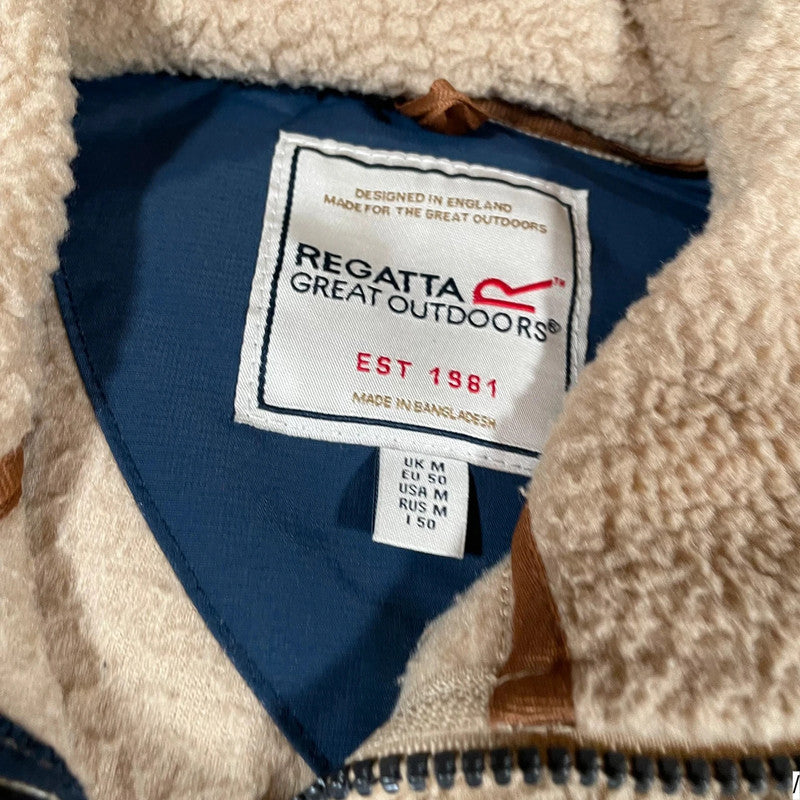 DESIGNED IN ENGLAND
MADE FOR THE GREAT OUTDOORS
REGATTA R™
GREAT OUTDOORS®
EST 1981
MADE IN BANGLADESH
UK M
EU 50
USA M
RUS M
I 50